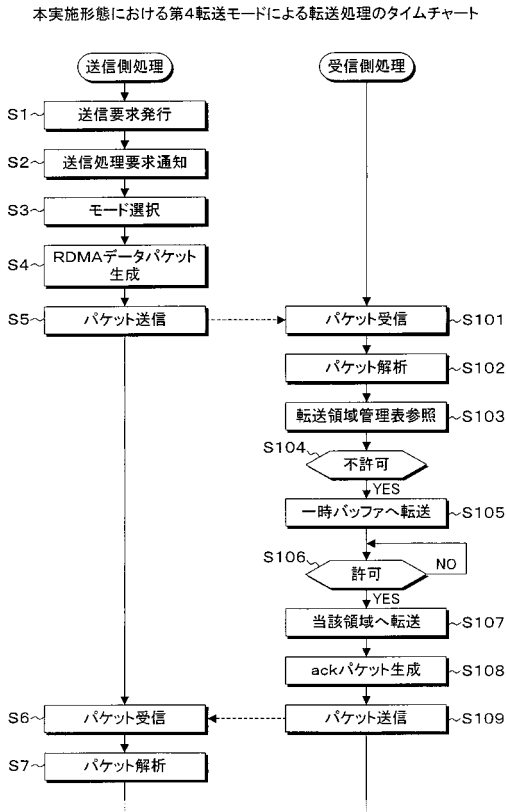 本実施形態における第4転送モードによる転送処理のタイムチャート
送信側処理
受信側処理
S1 送信要求発行
S2 送信処理要求通知
S3 モード選択
S4 RDMAデータパケット
生成
S5 パケット送信
パケット受信 S101
パケット解析 S102
転送領域管理表参照 S103
S104 不許可
YES
一時バッファへ転送 S105
S106 許可 NO
YES
当該領域へ転送 S107
ackパケット生成 S108
S6 パケット受信
パケット送信 S109
S7 パケット解析